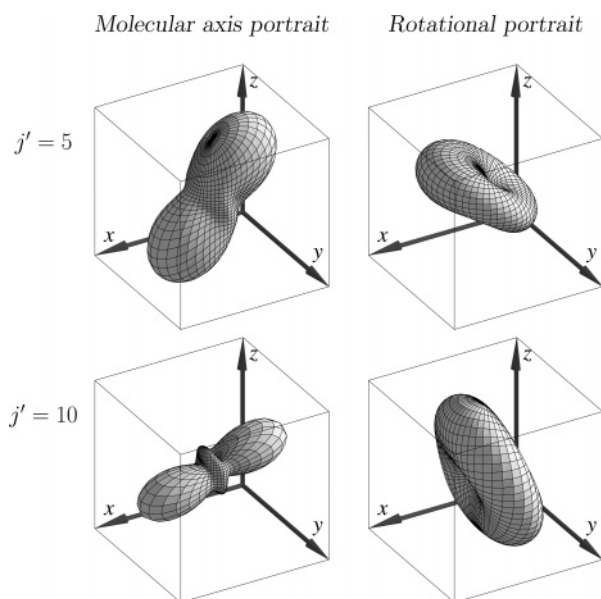 Molecular axis portrait Rotational portrait
z z
j′ = 5
x y x y
z z
j′ = 10
x y x y